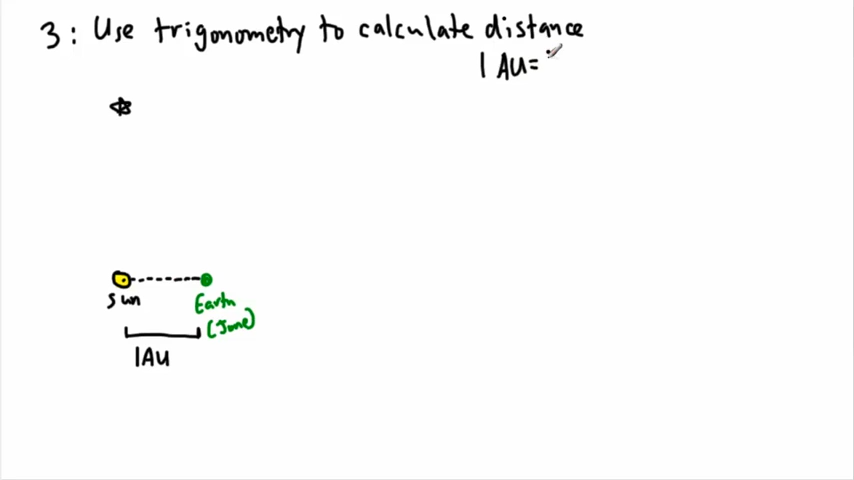 3: Use trigonometry to calculate distance
1 AU=
Sun
Earth
(June)
1AU